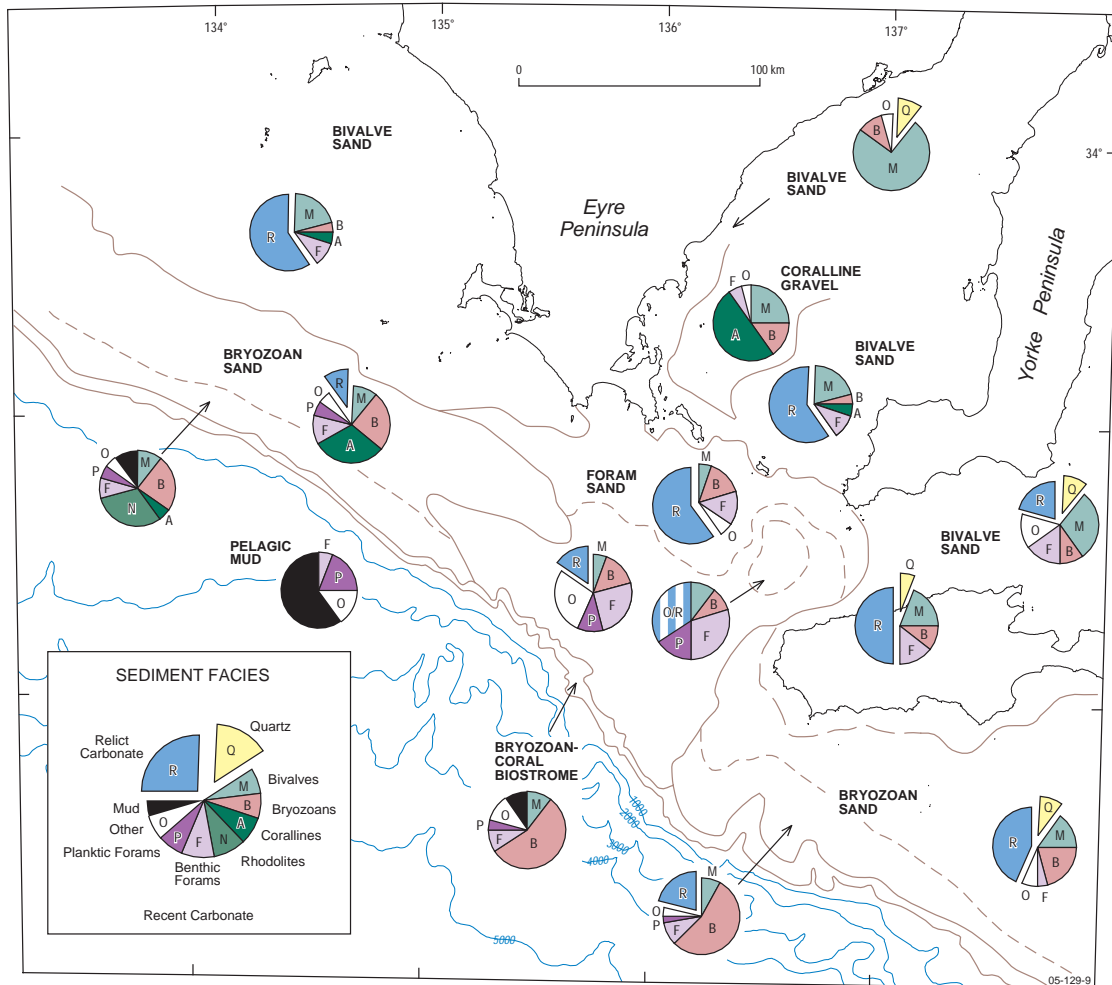 134°
135°
136°
137°
0
100 km
34°
BIVALVE
SAND
R
M
B
A
F
Eyre
Peninsula
O
Q
B
M
BIVALVE
SAND
Yorke Peninsula
CORALLINE
GRAVEL
F
O
M
A
B
BIVALVE
SAND
R
M
B
A
F
BRYOZOAN
SAND
R
O
M
P
B
F
A
O
M
P
B
F
N
A
FORAM
SAND
M
B
R
F
O
R
Q
O
M
F
B
BIVALVE
SAND
PELAGIC
MUD
F
P
O
R
M
B
O
F
P
O/R
B
P
F
Q
M
R
B
F
SEDIMENT FACIES
Quartz
Relict
Carbonate
R
Q
M
Bivalves
Mud
B
Bryozoans
Other
O
A
Corallines
Planktic Forams
P
F
N
Rhodolites
Benthic
Forams
Recent Carbonate
BRYOZOAN-
CORAL
BIOSTROME
O
M
P
F
B
1000
2000
3000
4000
5000
BRYOZOAN
SAND
R
M
O
P
F
B
Q
R
M
B
O
F
05-129-9